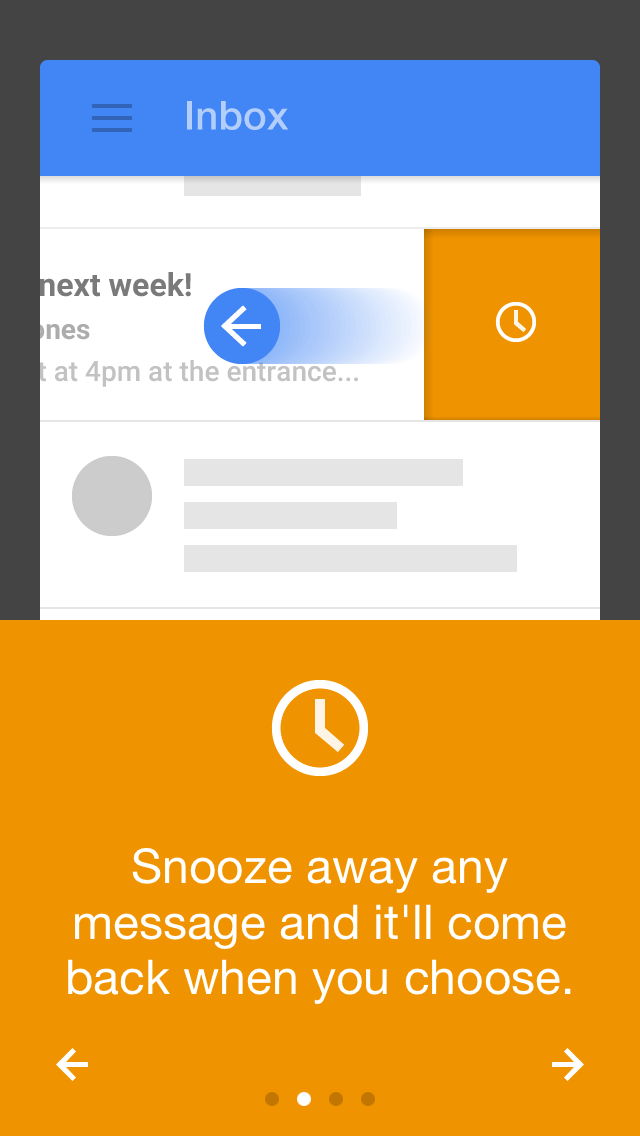 Inbox
next week!
ones
t at 4pm at the entrance...
Snooze away any
message and it'll come
back when you choose.